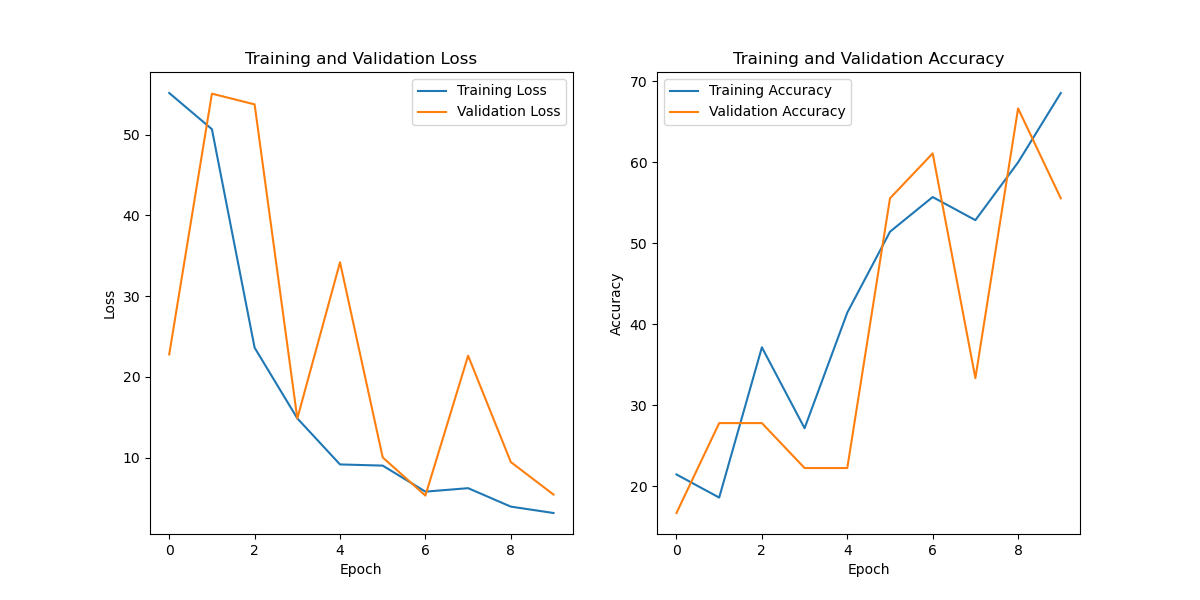 Training and Validation Loss
Training Loss
Validation Loss
50
40
30
20
10
Loss
0
2
4
6
8
Epoch
Training and Validation Accuracy
Training Accuracy
Validation Accuracy
70
60
50
40
30
20
Accuracy
0
2
4
6
8
Epoch